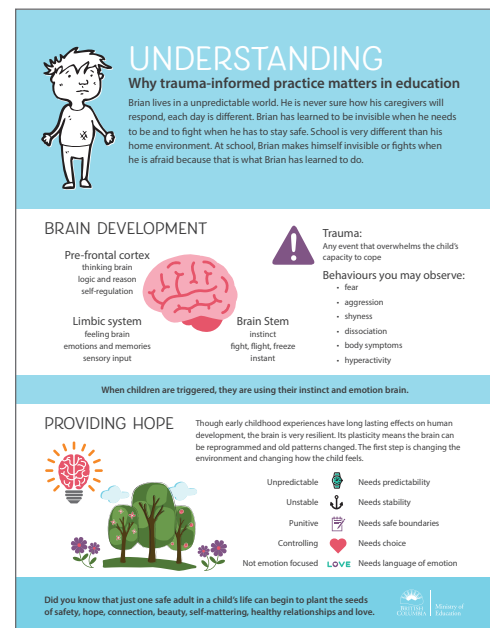 UNDERSTANDING
Why trauma-informed practice matters in education
Brian lives in a unpredictable world. He is never sure how his caregivers will
respond, each day is different. Brian has learned to be invisible when he needs
to be and to fight when he has to stay safe. School is very different than his
home environment. At school, Brian makes himself invisible or fights when
he is afraid because that is what Brian has learned to do.
BRAIN DEVELOPMENT
Pre-frontal cortex
thinking brain
logic and reason
self-regulation
Limbic system
feeling brain
emotions and memories
sensory input
Brain Stem
instinct
fight, flight, freeze
instant
Trauma:
Any event that overwhelms the child's
capacity to cope
Behaviours you may observe:
• fear
• aggression
• shyness
• dissociation
• body symptoms
• hyperactivity
When children are triggered, they are using their instinct and emotion brain.
PROVIDING HOPE
Though early childhood experiences have long lasting effects on human
development, the brain is very resilient. Its plasticity means the brain can
be reprogrammed and old patterns changed. The first step is changing the
environment and changing how the child feels.
Unpredictable Needs predictability
Unstable Needs stability
Punitive Needs safe boundaries
Controlling Needs choice
Not emotion focused LOVE Needs language of emotion
Did you know that just one safe adult in a child's life can begin to plant the seeds
of safety, hope, connection, beauty, self-mattering, healthy relationships and love.
BRITISH
COLUMBIA
Ministry of
Education